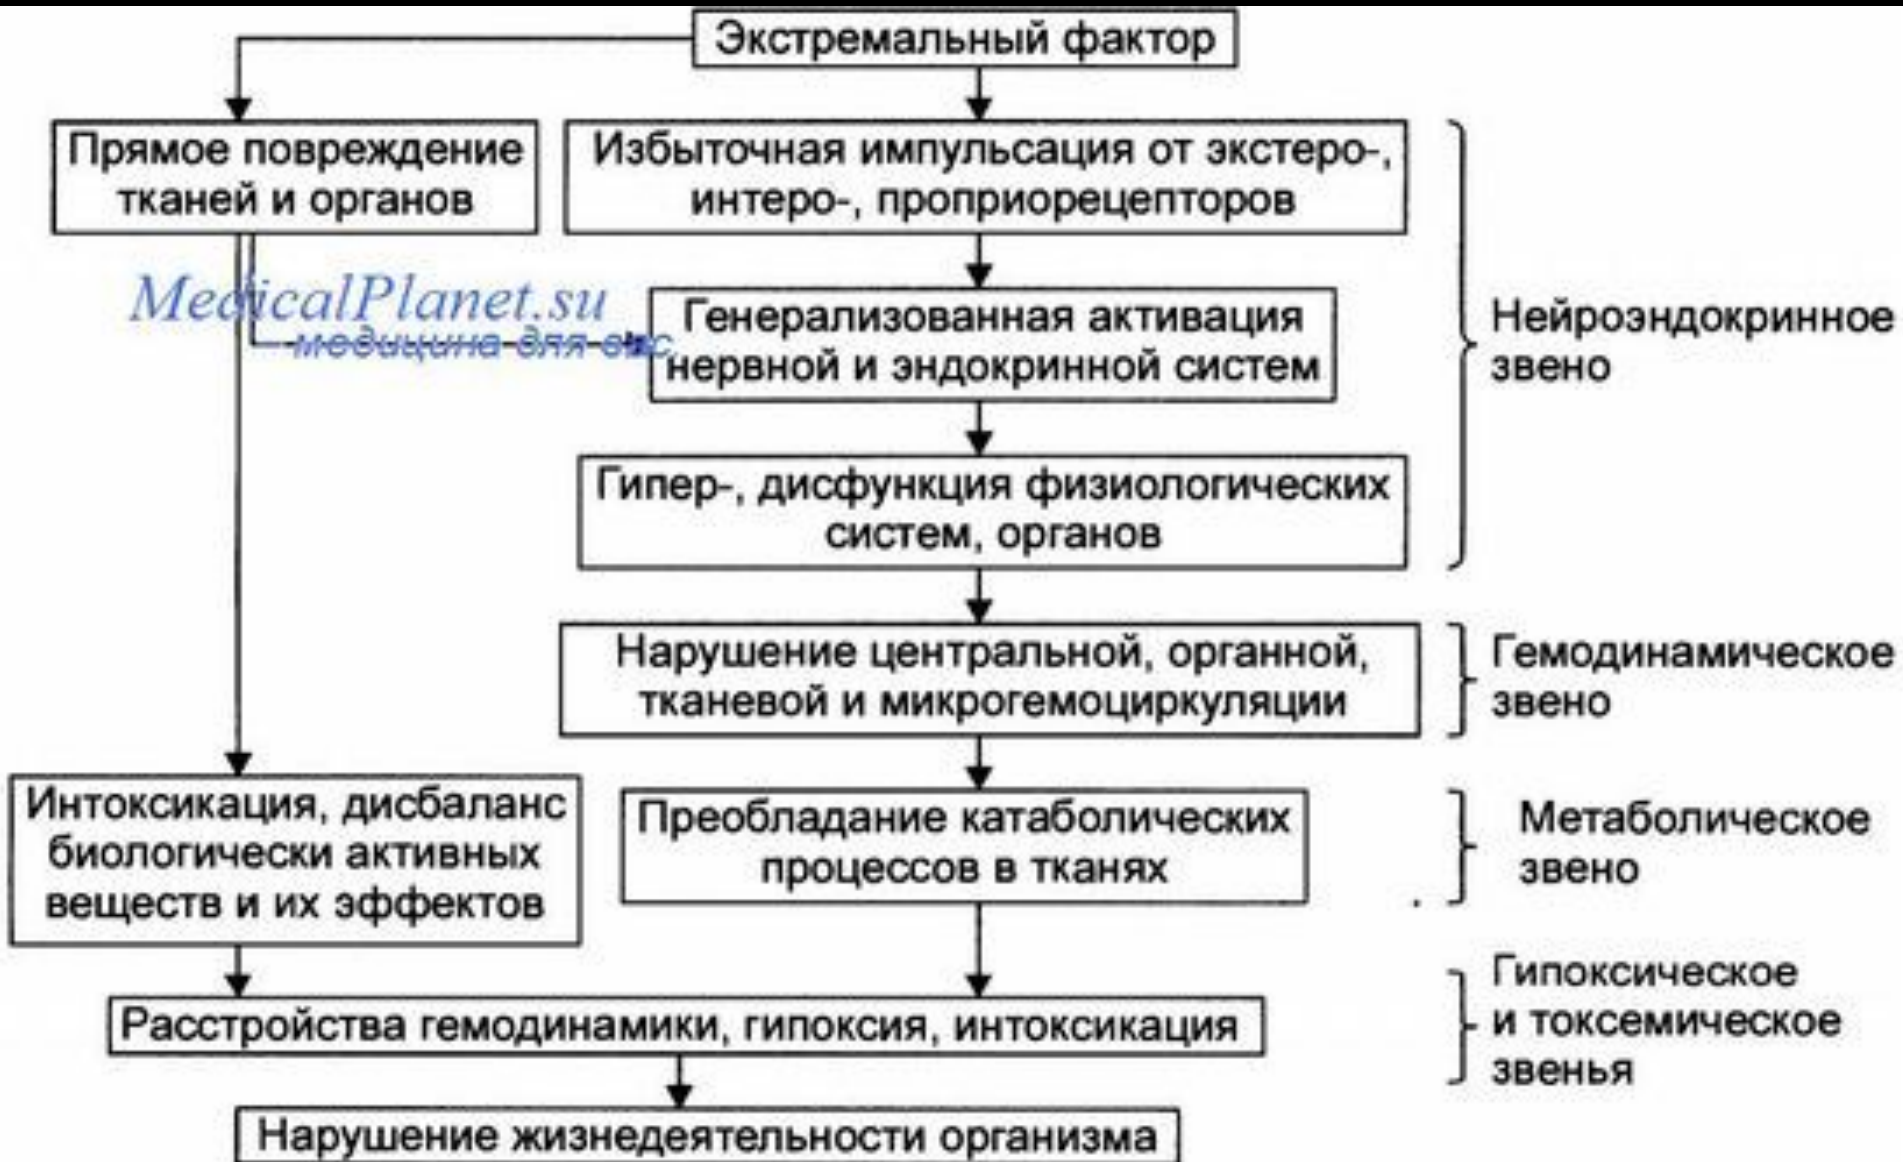 Экстремальный фактор
Прямое повреждение
тканей и органов
Избыточная импульсация от экстеро-,
интеро-, проприорецепторов
MedicalPlanet.su
медицина для вас
Генерализованная активация
нервной и эндокринной систем
Нейроэндокринное
звено
Гипер-, дисфункция физиологических
систем, органов
Нарушение центральной, органной,
тканевой и микрогемоциркуляции
Гемодинамическое
звено
Интоксикация, дисбаланс
биологически активных
веществ и их эффектов
Преобладание катаболических
процессов в тканях
Метаболическое
звено
Расстройства гемодинамики, гипоксия, интоксикация
Гипоксическое
и токсемическое
звенья
Нарушение жизнедеятельности организма